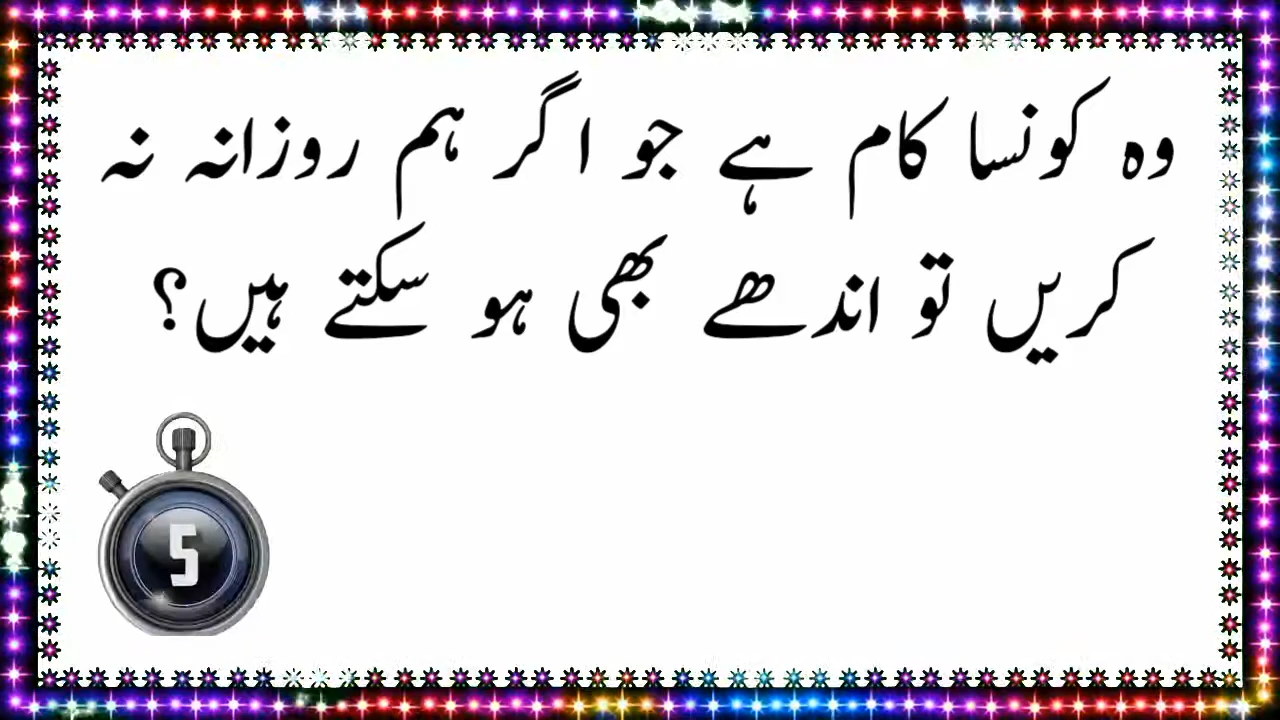 وہ کونسا کام ہے جو اگر ہم روزانہ نہ
کریں تو اندھے بھی ہو سکتے ہیں؟
5